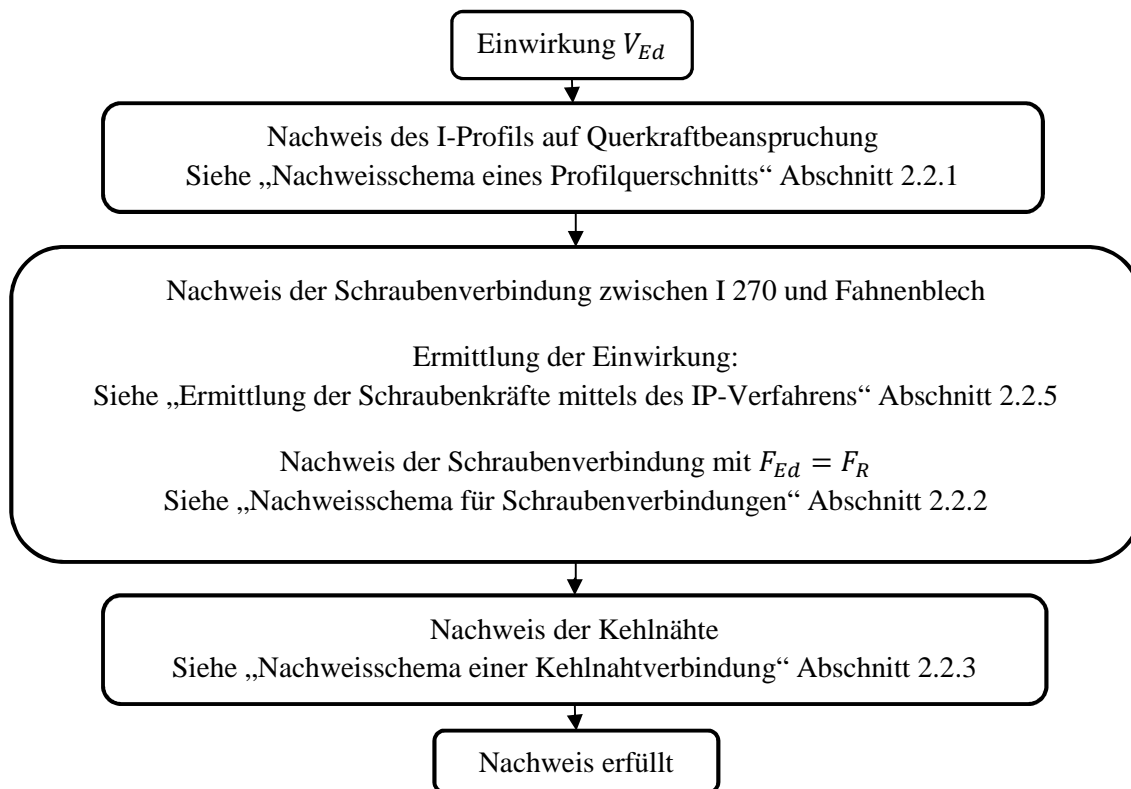 Einwirkung V_Ed
Nachweis des I-Profils auf Querkraftbeanspruchung
Siehe „Nachweisschema eines Profilquerschnitts“ Abschnitt 2.2.1
Nachweis der Schraubenverbindung zwischen I 270 und Fahnenblech
Ermittlung der Einwirkung:
Siehe „Ermittlung der Schraubenkräfte mittels des IP-Verfahrens“ Abschnitt 2.2.5
Nachweis der Schraubenverbindung mit F_Ed = F_R
Siehe „Nachweisschema für Schraubenverbindungen“ Abschnitt 2.2.2
Nachweis der Kehlnähte
Siehe „Nachweisschema einer Kehlnahtverbindung“ Abschnitt 2.2.3
Nachweis erfüllt